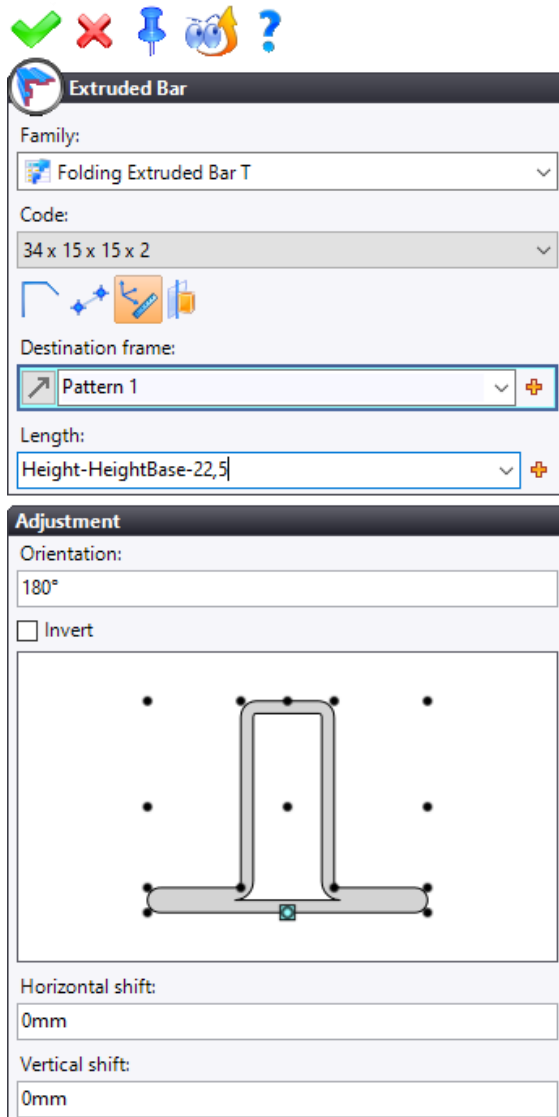 ?
Extruded Bar
Family:
Folding Extruded Bar T
Code:
34 x 15 x 15 x 2
Destination frame:
Pattern 1
Length:
Height-HeightBase-22,5
Adjustment
Orientation:
180°
Invert
Horizontal shift:
0mm
Vertical shift:
0mm